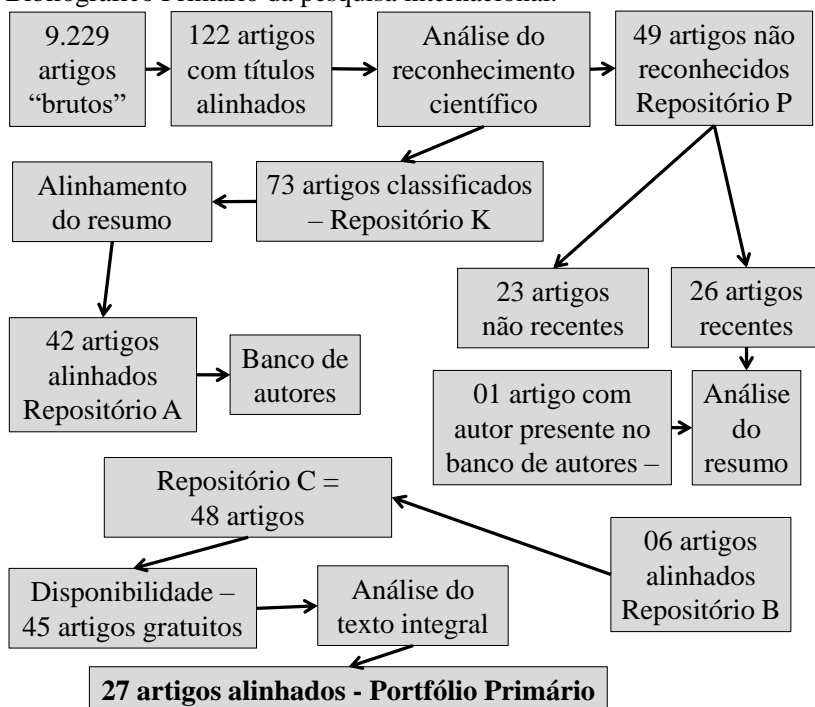 Bibliográfico Primário da pesquisa internacional.
9.229
artigos
“brutos”
122 artigos
com títulos
alinhados
Análise do
reconhecimento
científico
49 artigos não
reconhecidos
Repositório P
Alinhamento
do resumo
73 artigos classificados
– Repositório K
23 artigos
não recentes
26 artigos
recentes
42 artigos
alinhados
Repositório A
Banco de
autores
01 artigo com
autor presente no
banco de autores –
Análise
do
resumo
Repositório C =
48 artigos
06 artigos
alinhados
Repositório B
Disponibilidade –
45 artigos gratuitos
Análise do
texto integral
27 artigos alinhados - Portfólio Primário